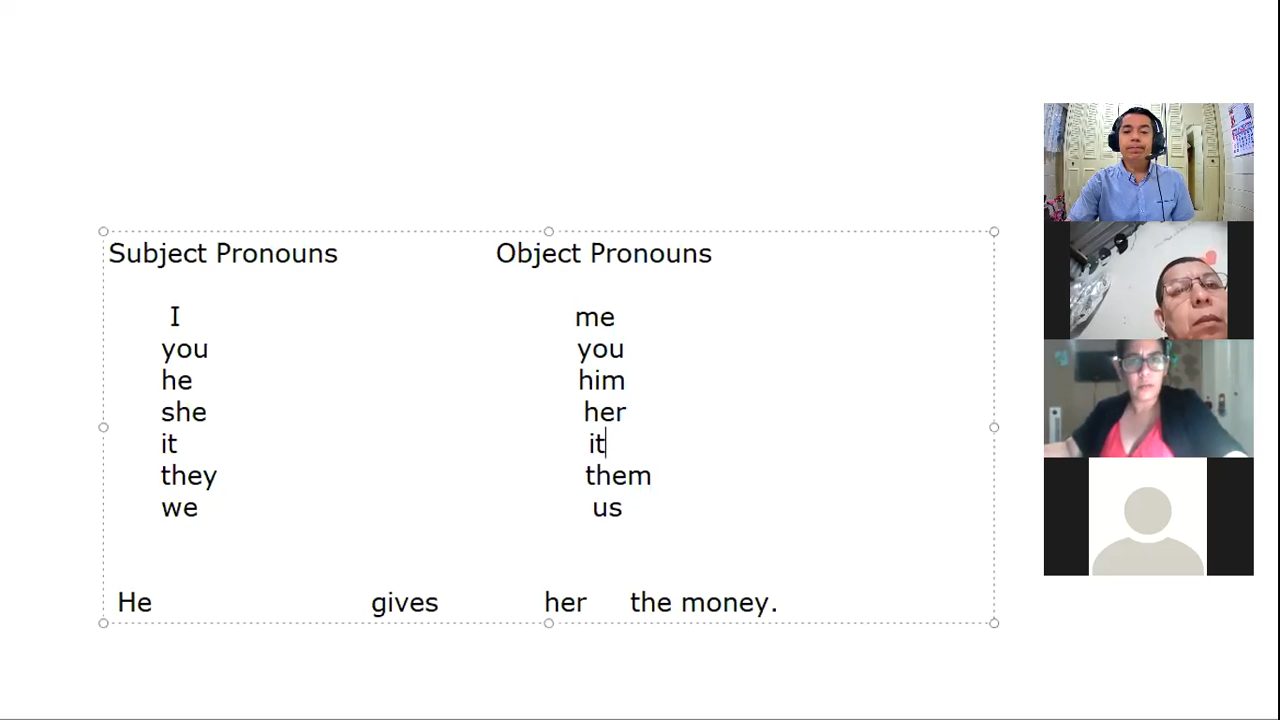 Subject Pronouns Object Pronouns
I me
you you
he him
she her
it it
they them
we us
He gives her the money.